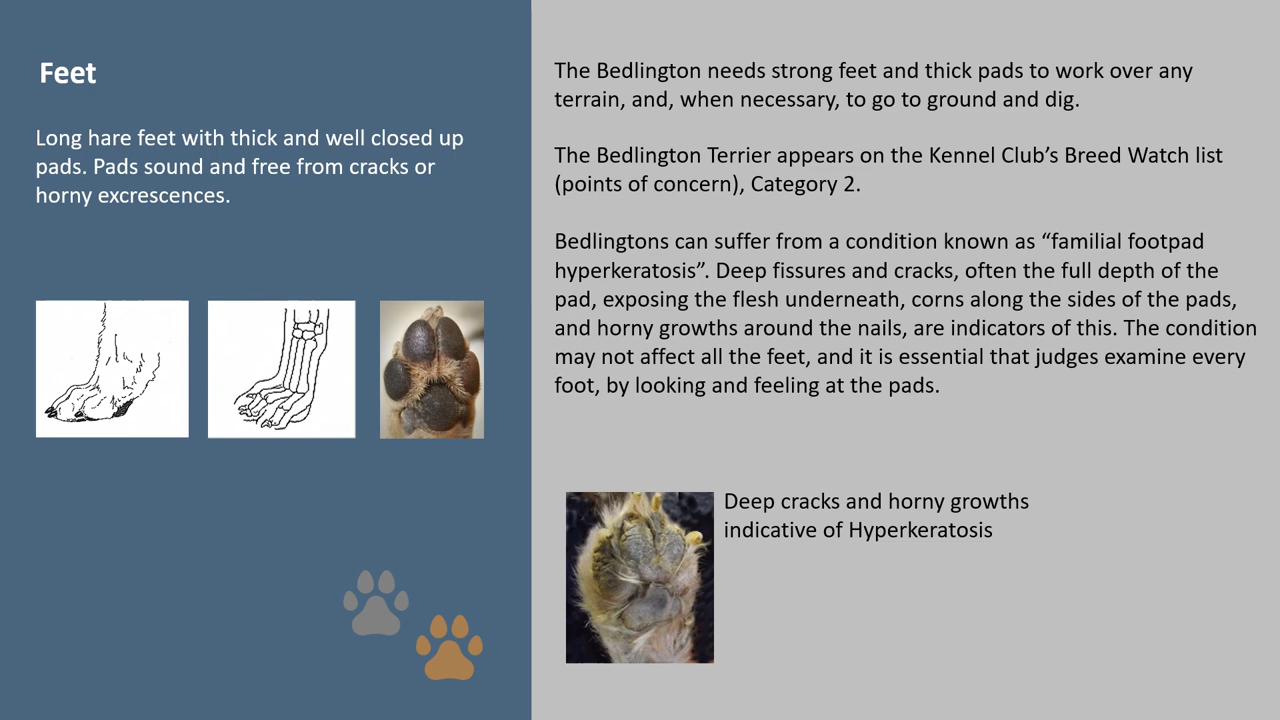 Feet
Long hare feet with thick and well closed up
pads. Pads sound and free from cracks or
horny excrescences.
The Bedlington needs strong feet and thick pads to work over any
terrain, and, when necessary, to go to ground and dig.
The Bedlington Terrier appears on the Kennel Club’s Breed Watch list
(points of concern), Category 2.
Bedlingtons can suffer from a condition known as “familial footpad
hyperkeratosis”. Deep fissures and cracks, often the full depth of the
pad, exposing the flesh underneath, corns along the sides of the pads,
and horny growths around the nails, are indicators of this. The condition
may not affect all the feet, and it is essential that judges examine every
foot, by looking and feeling at the pads.
Deep cracks and horny growths
indicative of Hyperkeratosis